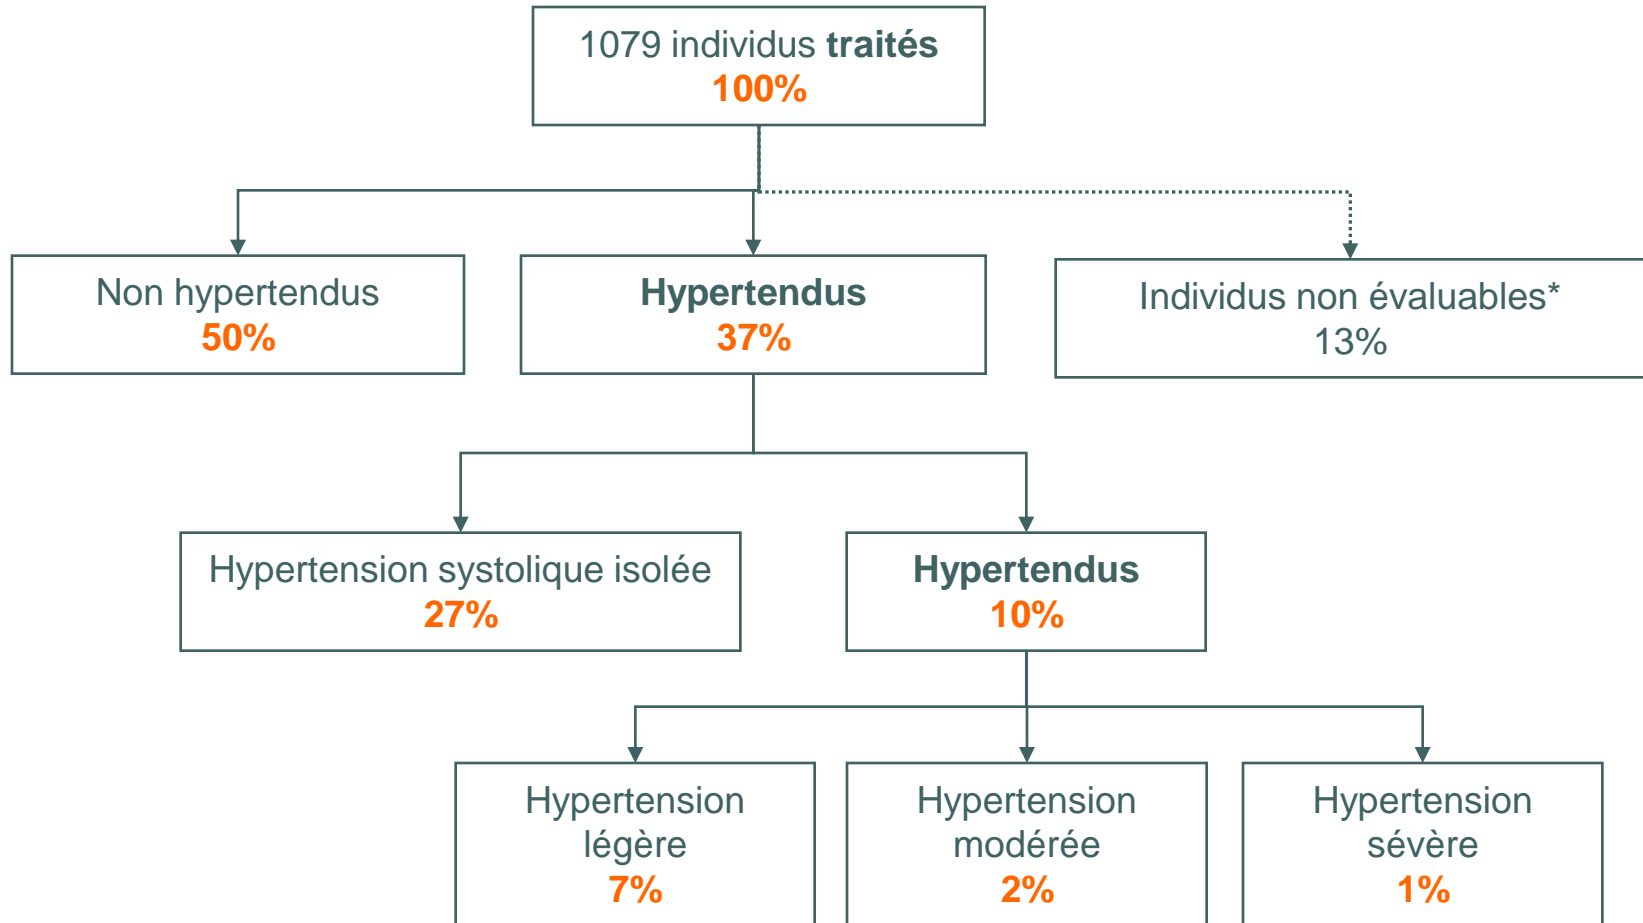 1079 individus traités
100%
Non hypertendus
50%
Hypertendus
37%
Individus non évaluables*
13%
Hypertension systolique isolée
27%
Hypertendus
10%
Hypertension
légère
7%
Hypertension
modérée
2%
Hypertension
sévère
1%